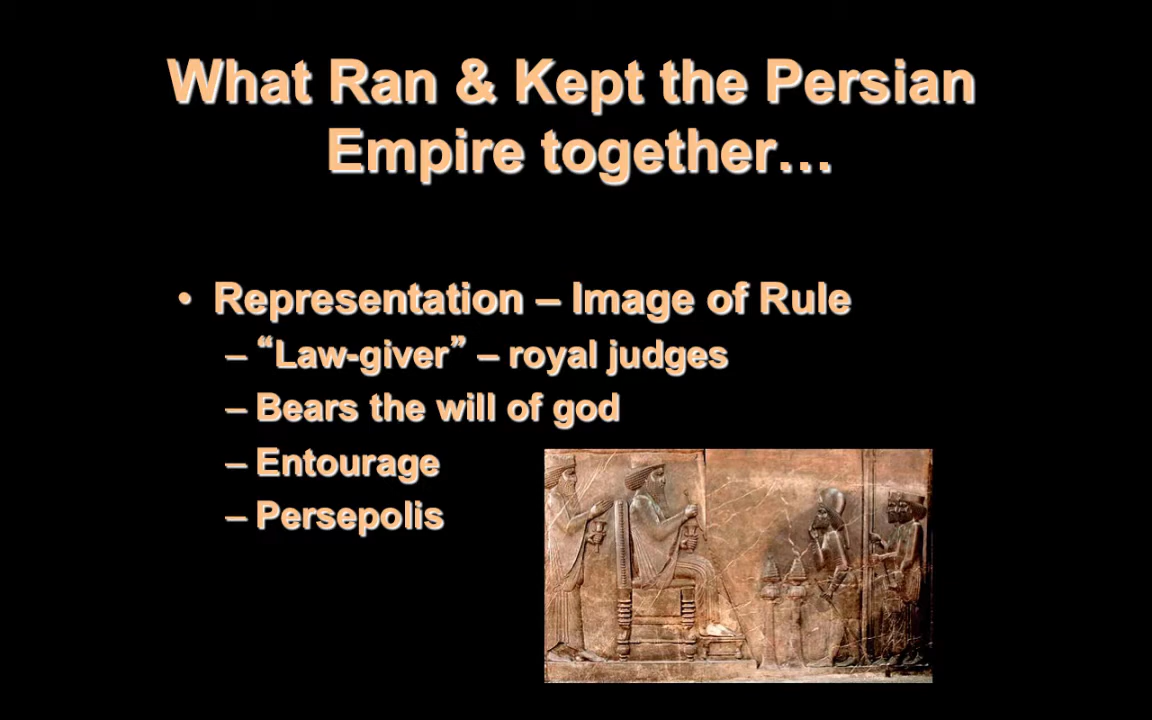 What Ran & Kept the Persian
Empire together…
• Representation – Image of Rule
– “Law-giver” – royal judges
– Bears the will of god
– Entourage
– Persepolis